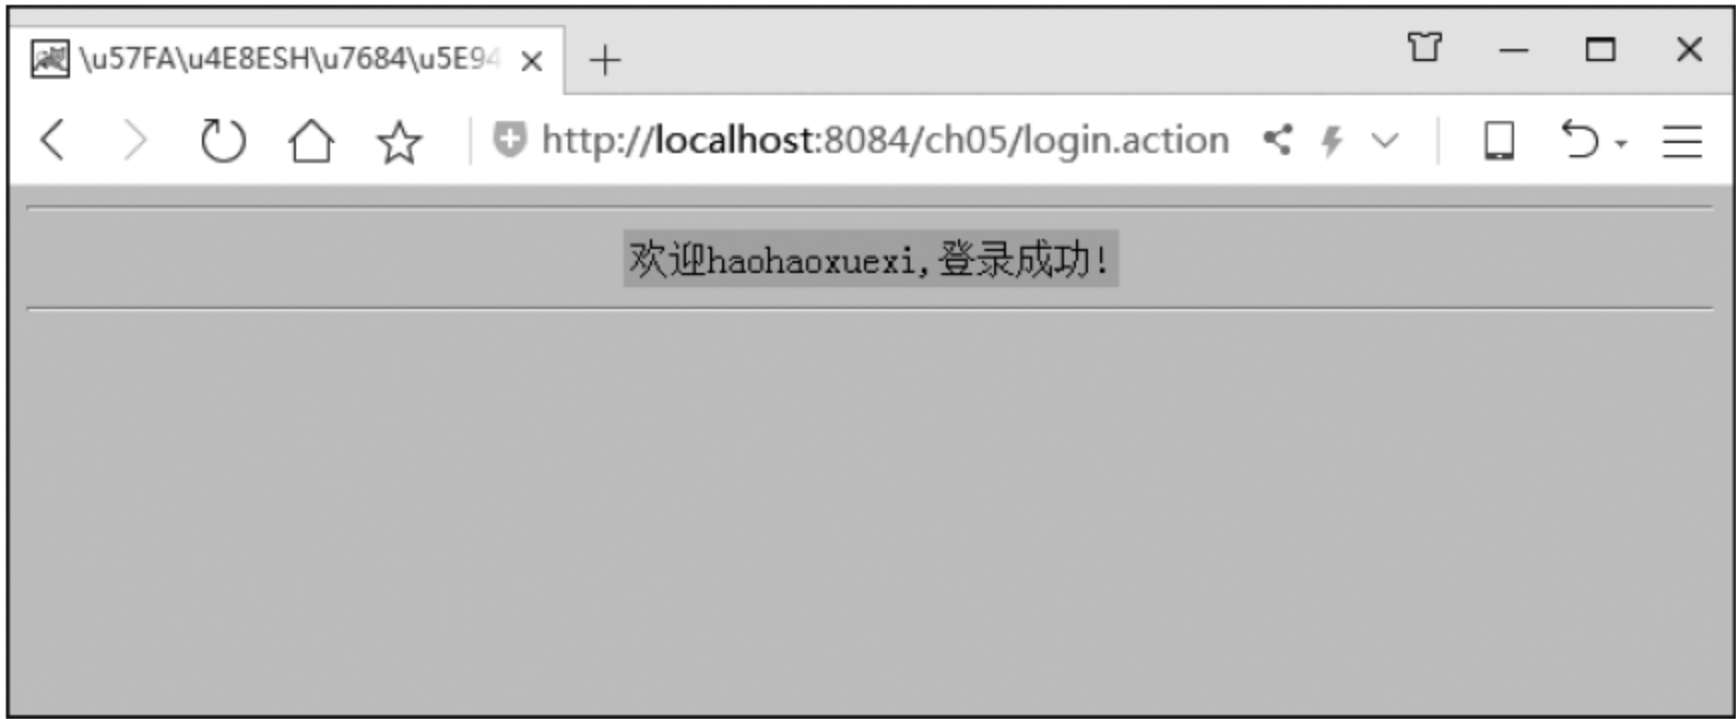 \u57FA\u4E8ESH\u7684\u5E94
http://localhost:8084/ch05/login.action
欢迎haohaoxuexi,登录成功!